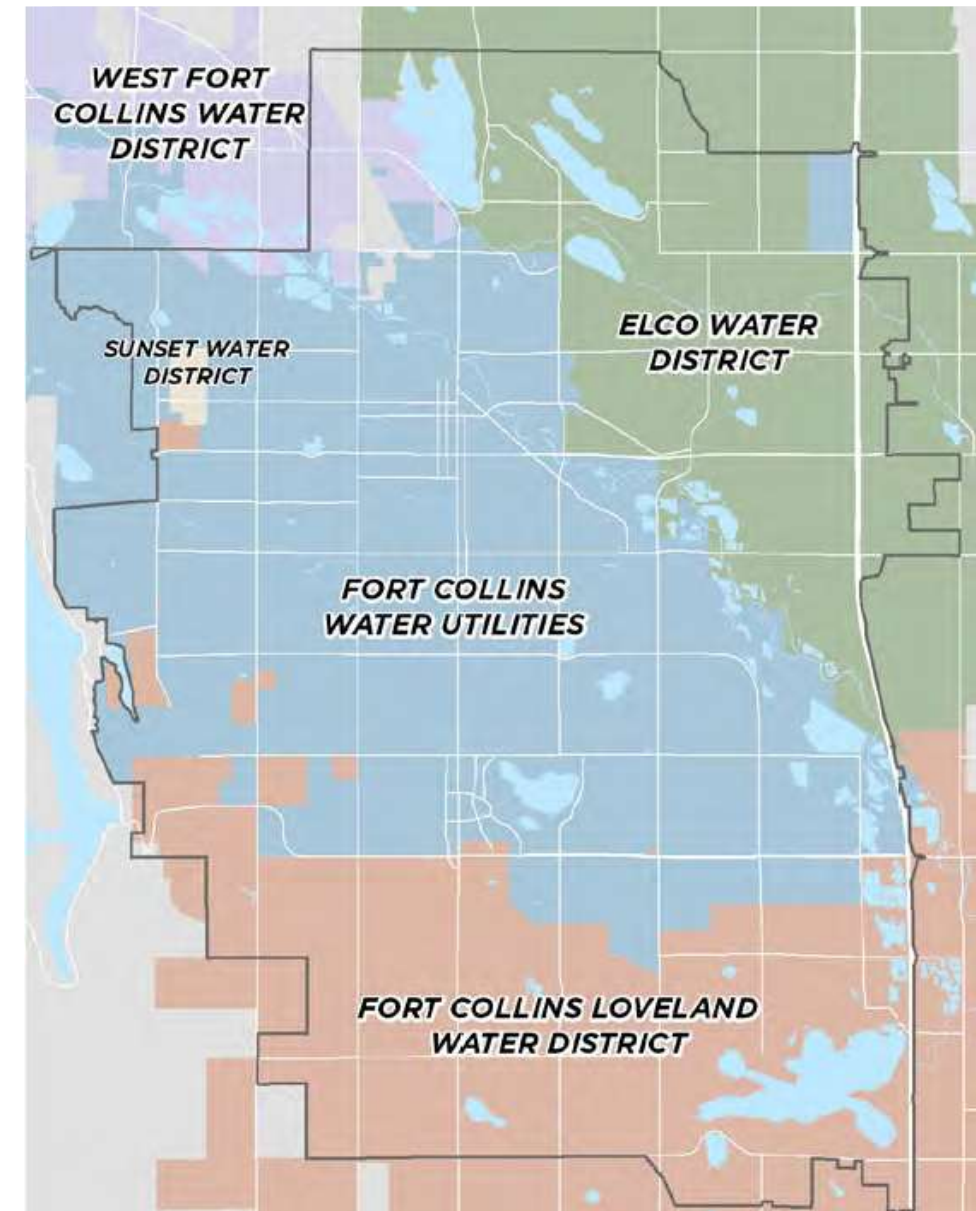 WEST FORT
COLLINS WATER
DISTRICT
ELCO WATER
DISTRICT
SUNSET WATER
DISTRICT
FORT COLLINS
WATER UTILITIES
FORT COLLINS LOVELAND
WATER DISTRICT